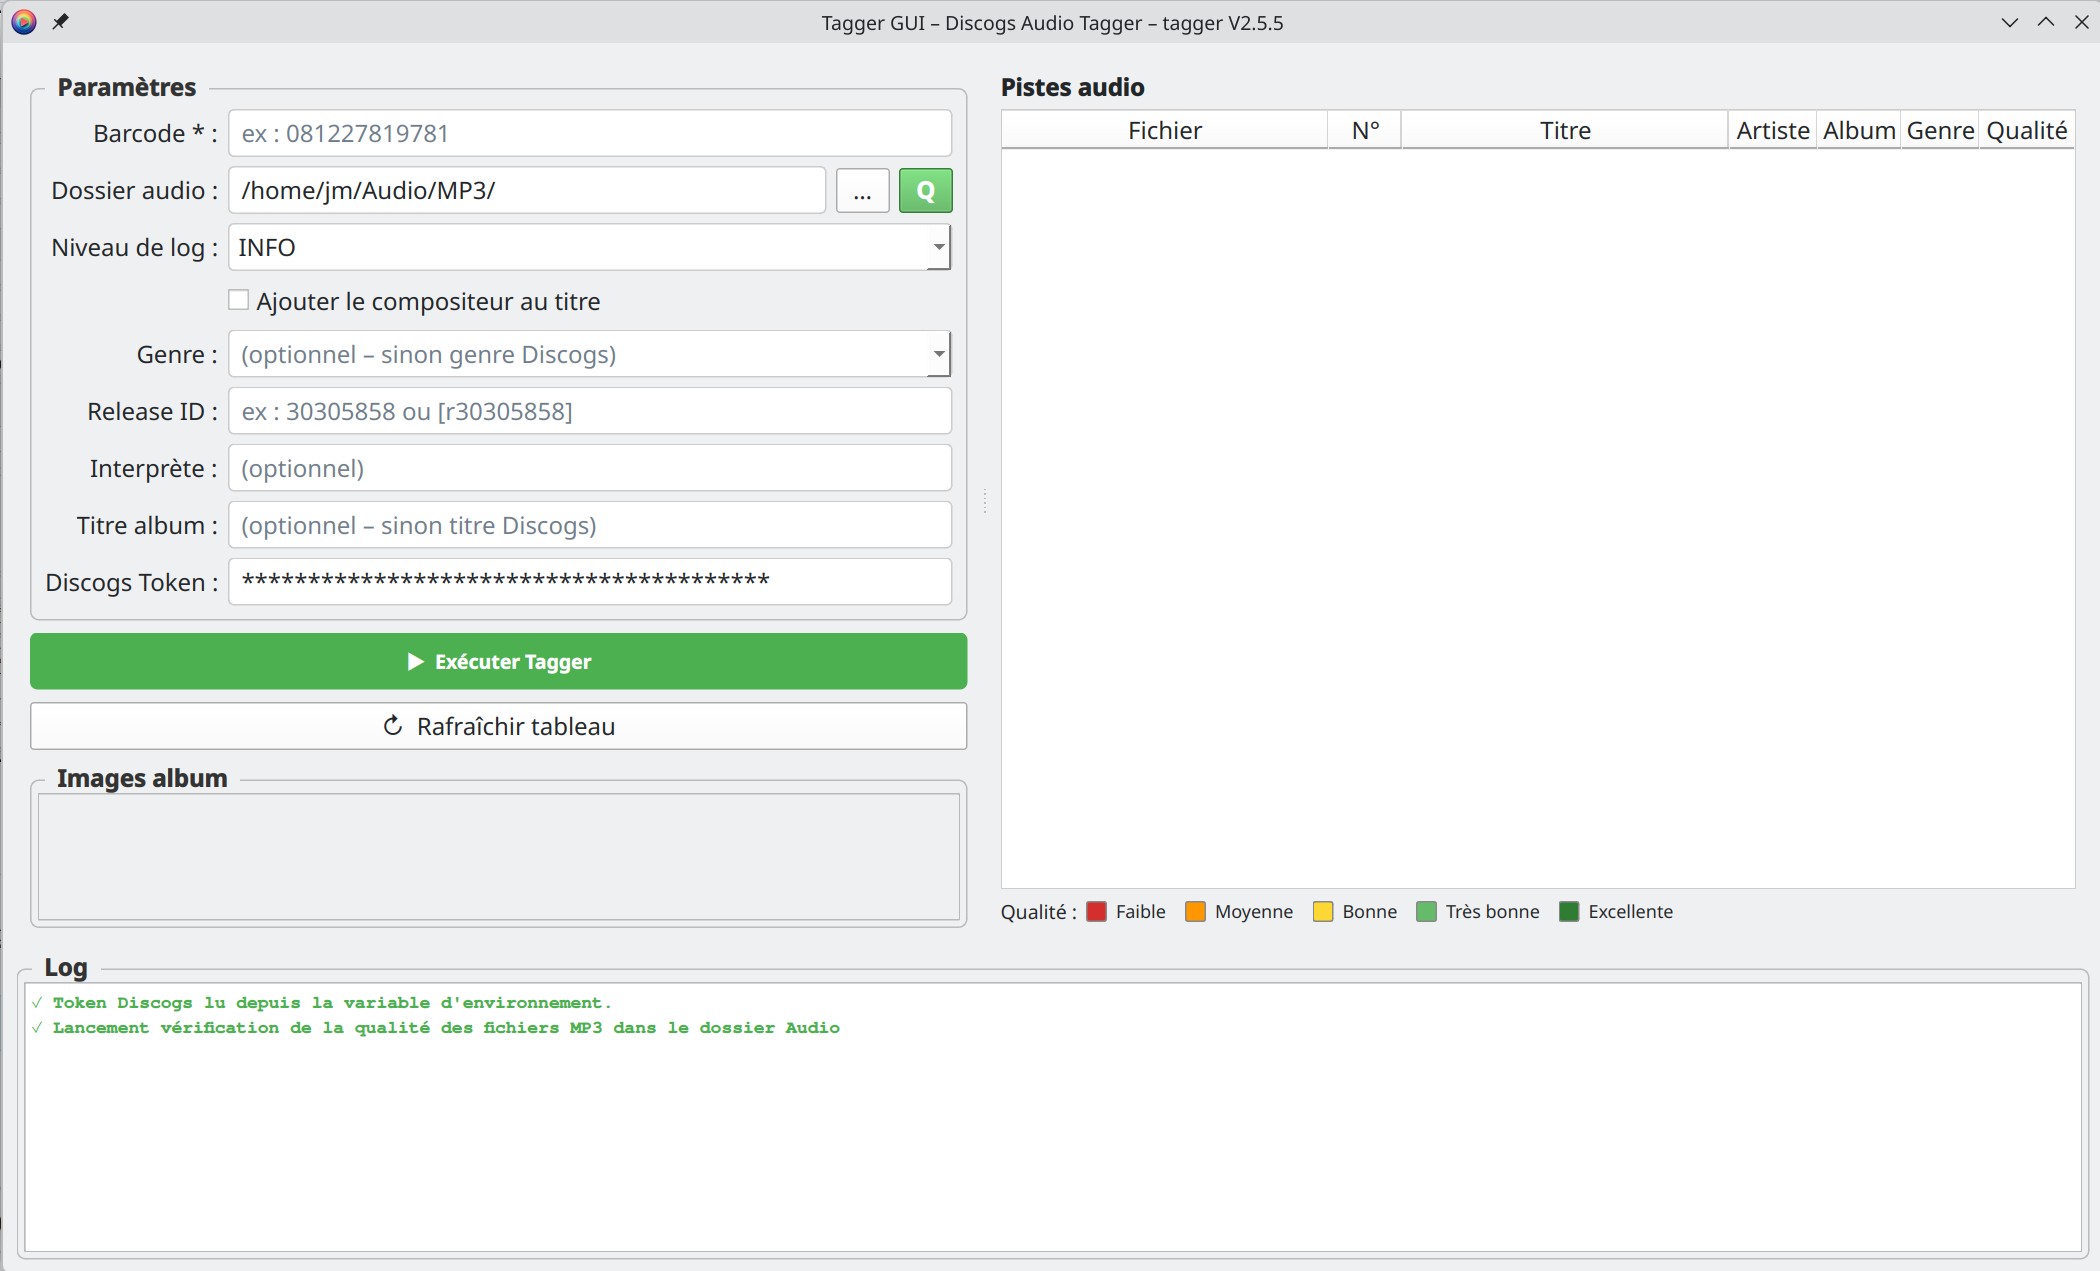 Tagger GUI – Discogs Audio Tagger – tagger V2.5.5
Paramètres
Barcode * : ex : 081227819781
Dossier audio : /home/jm/Audio/MP3/ ... Q
Niveau de log : INFO
Ajouter le compositeur au titre
Genre : (optionnel – sinon genre Discogs)
Release ID : ex : 30305858 ou [r30305858]
Interprète : (optionnel)
Titre album : (optionnel – sinon titre Discogs)
Discogs Token : ****************************************
▶ Exécuter Tagger
↻ Rafraîchir tableau
Images album
Pistes audio
Fichier N° Titre Artiste Album Genre Qualité
Qualité : Faible Moyenne Bonne Très bonne Excellente
Log
✓ Token Discogs lu depuis la variable d'environnement.
✓ Lancement vérification de la qualité des fichiers MP3 dans le dossier Audio